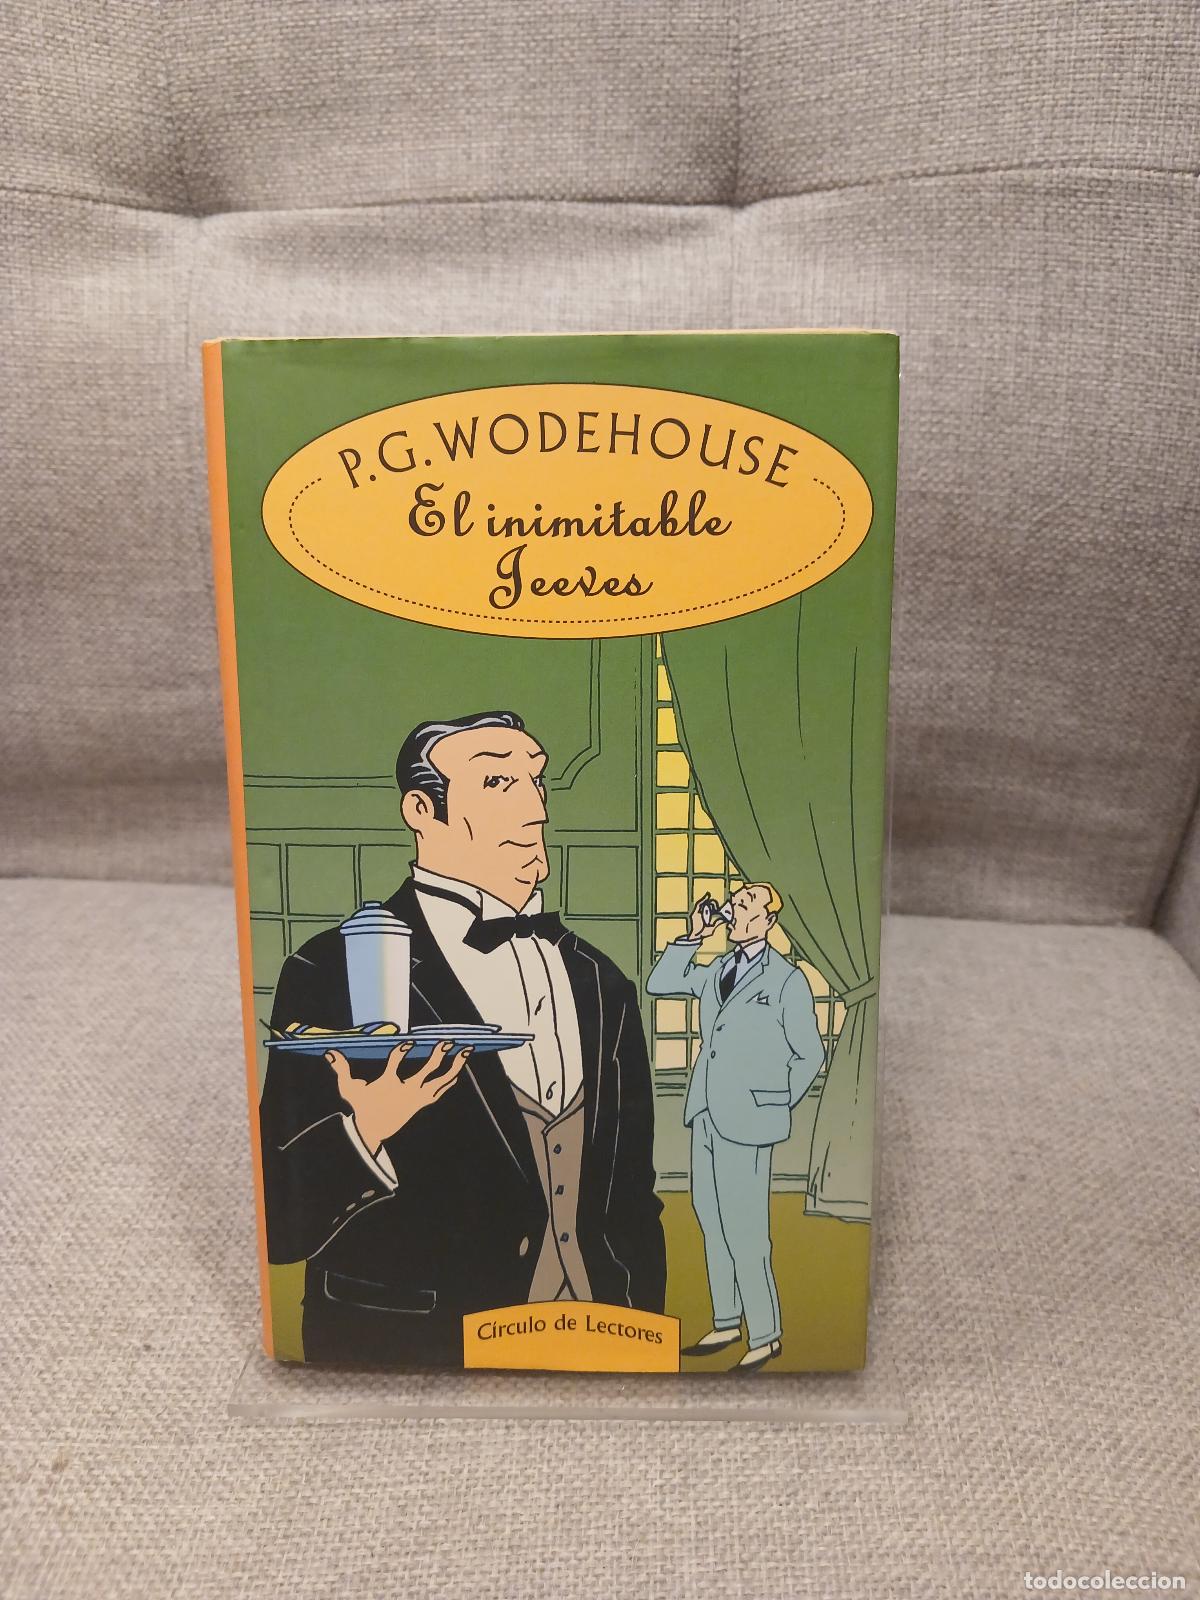 P.G. WODEHOUSE
El inimitable
Jeeves
Círculo de Lectores
todocoleccion